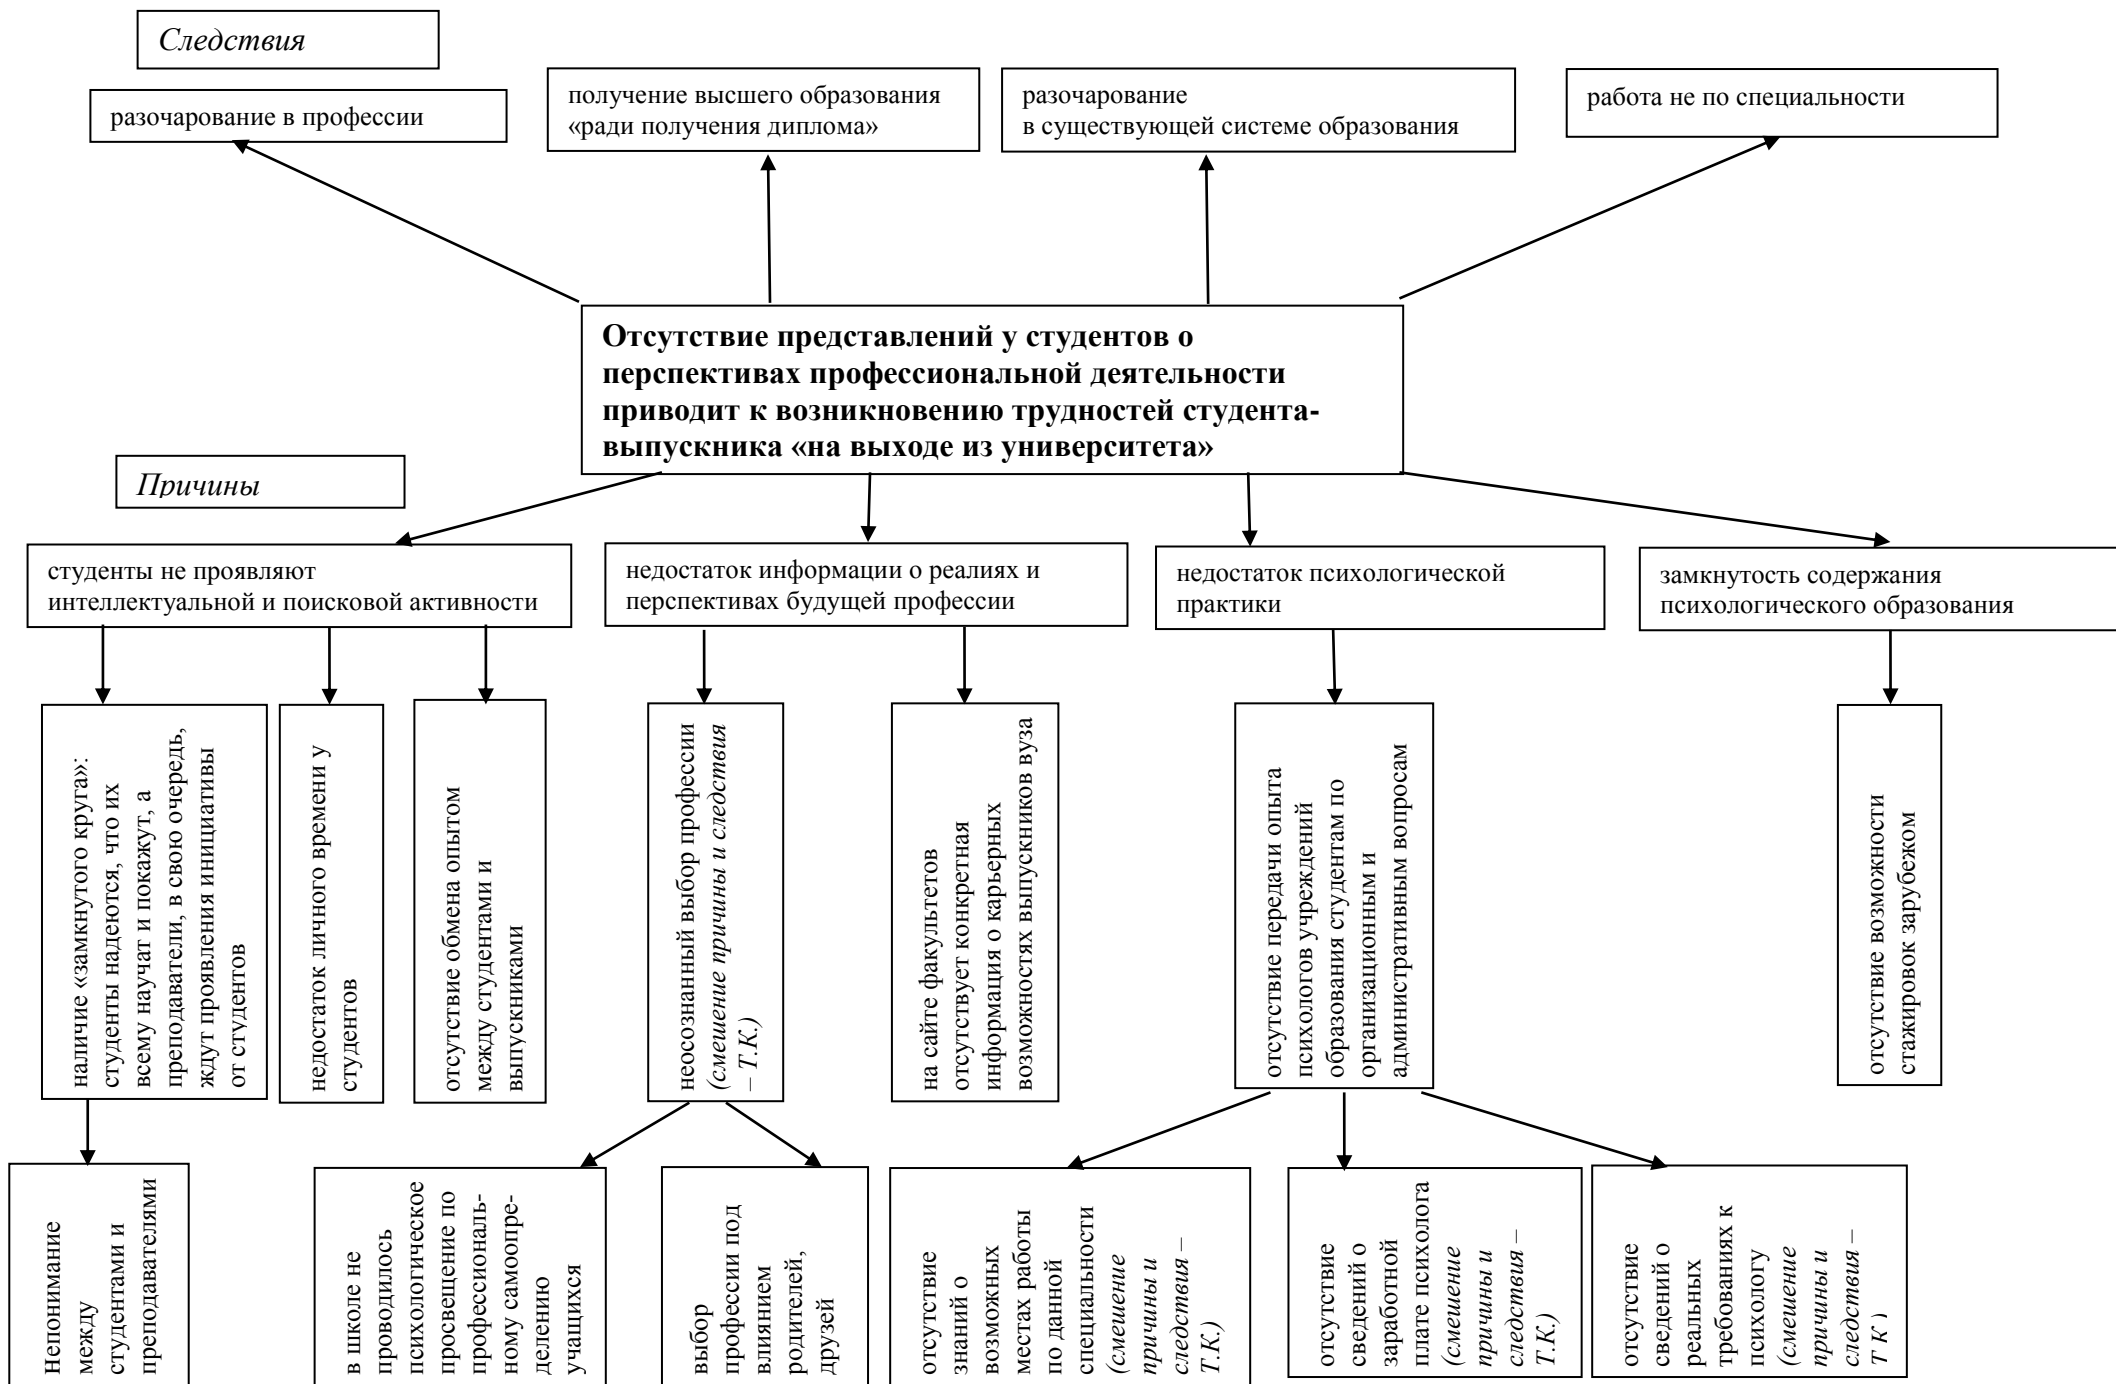 Следствия
разочарование в профессии
получение высшего образования
«ради получения диплома»
разочарование
в существующей системе образования
работа не по специальности
Отсутствие представлений у студентов о
перспективах профессиональной деятельности
приводит к возникновению трудностей студента-
выпускника «на выходе из университета»
Причины
студенты не проявляют
интеллектуальной и поисковой активности
недостаток информации о реалиях и
перспективах будущей профессии
недостаток психологической
практики
замкнутость содержания
психологического образования
наличие «замкнутого круга»:
студенты надеются, что их
всему научат и покажут, а
преподаватели, в свою очередь,
ждут проявления инициативы
от студентов
недостаток личного времени у
студентов
отсутствие обмена опытом
между студентами и
выпускниками
неосознанный выбор профессии
(смешение причины и следствия
– Т.К.)
на сайте факультетов
отсутствует конкретная
информация о карьерных
возможностях выпускников вуза
отсутствие передачи опыта
психологов учреждений
образования студентам по
организационным и
административным вопросам
отсутствие возможности
стажировок зарубежом
Непонимание
между
студентами и
преподавателями
в школе не
проводилось
психологическое
просвещение по
профессиональ-
ному самоопре-
делению
учащихся
выбор
профессии под
влиянием
родителей,
друзей
отсутствие
знаний о
возможных
местах работы
по данной
специальности
(смешение
причины и
следствия –
Т.К.)
отсутствие
сведений о
заработной
плате психолога
(смешение
причины и
следствия –
Т.К.)
отсутствие
сведений о
реальных
требованиях к
психологу
(смешение
причины и
следствия –
Т К )